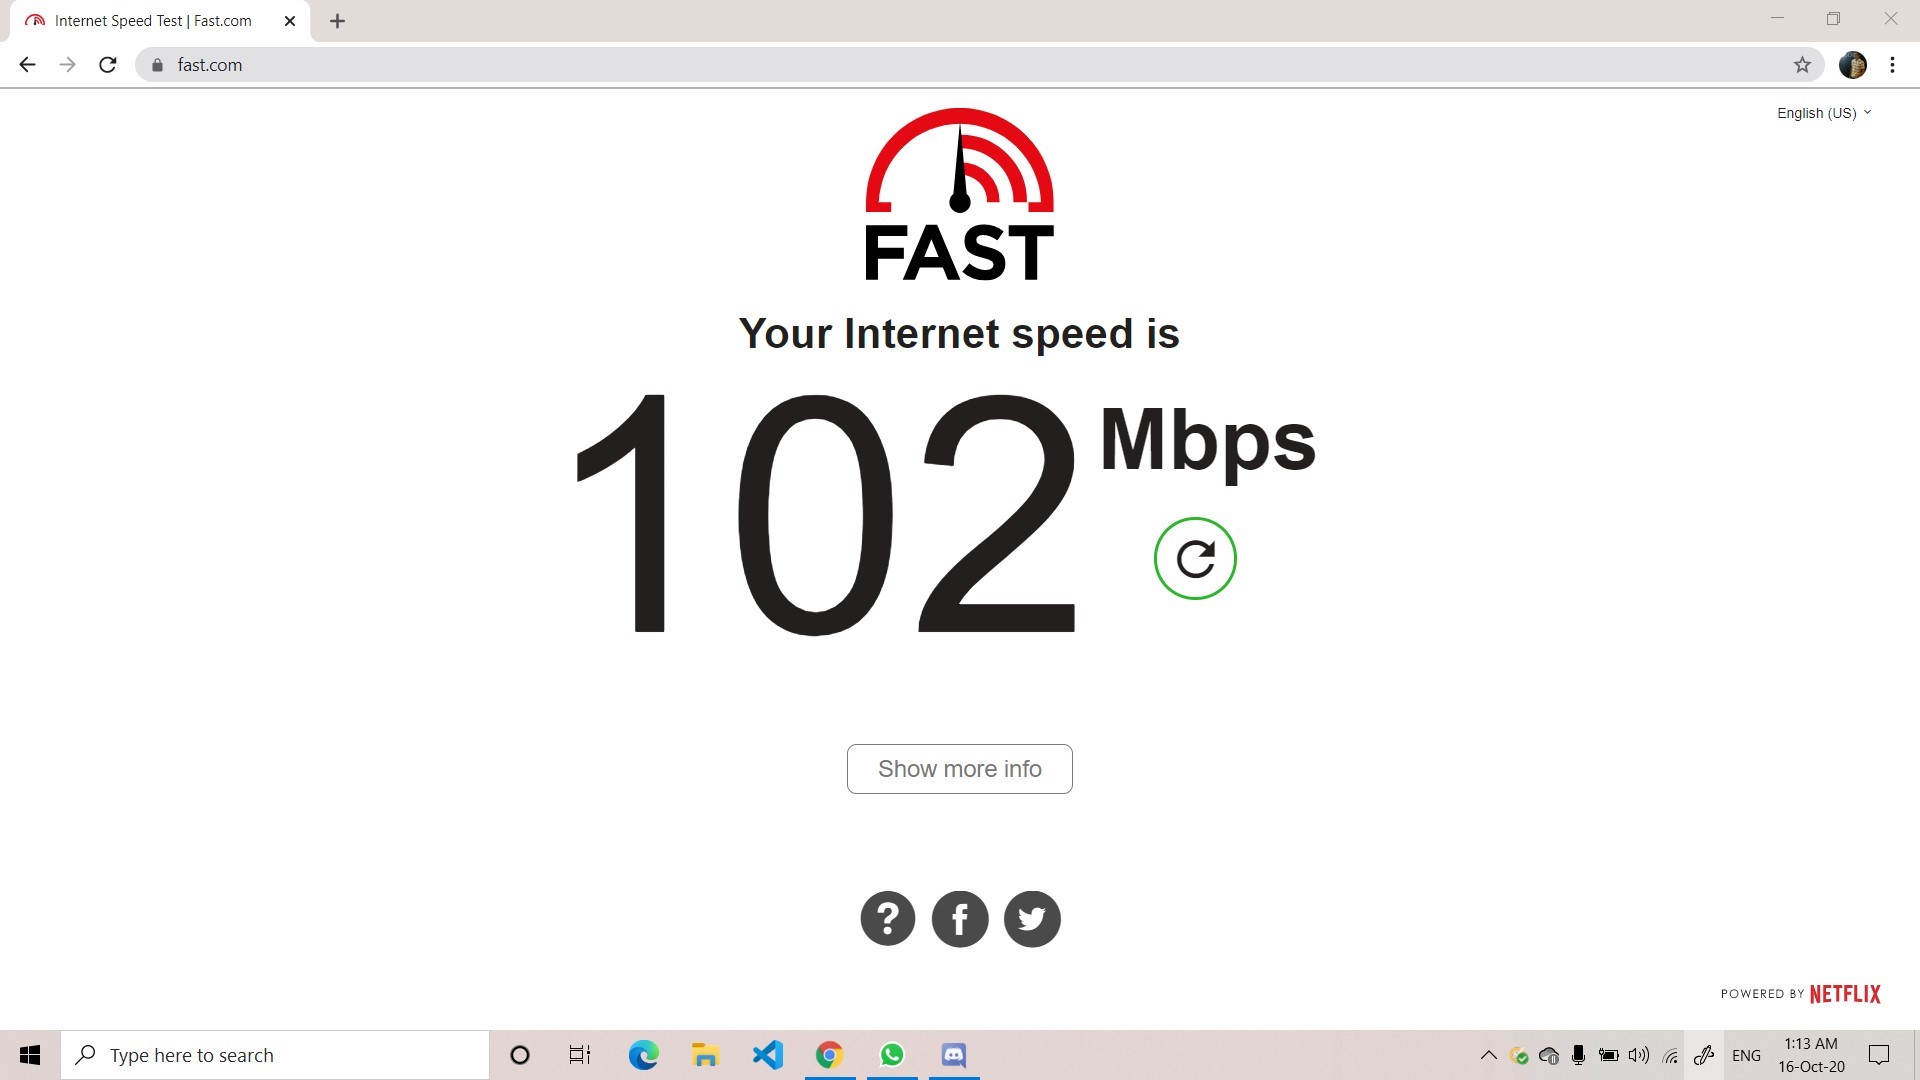 Internet Speed Test | Fast.com
fast.com
English (US)
FAST
Your Internet speed is
102 Mbps
Show more info
?
f
POWERED BY NETFLIX
Type here to search
ENG
1:13 AM
16-Oct-20